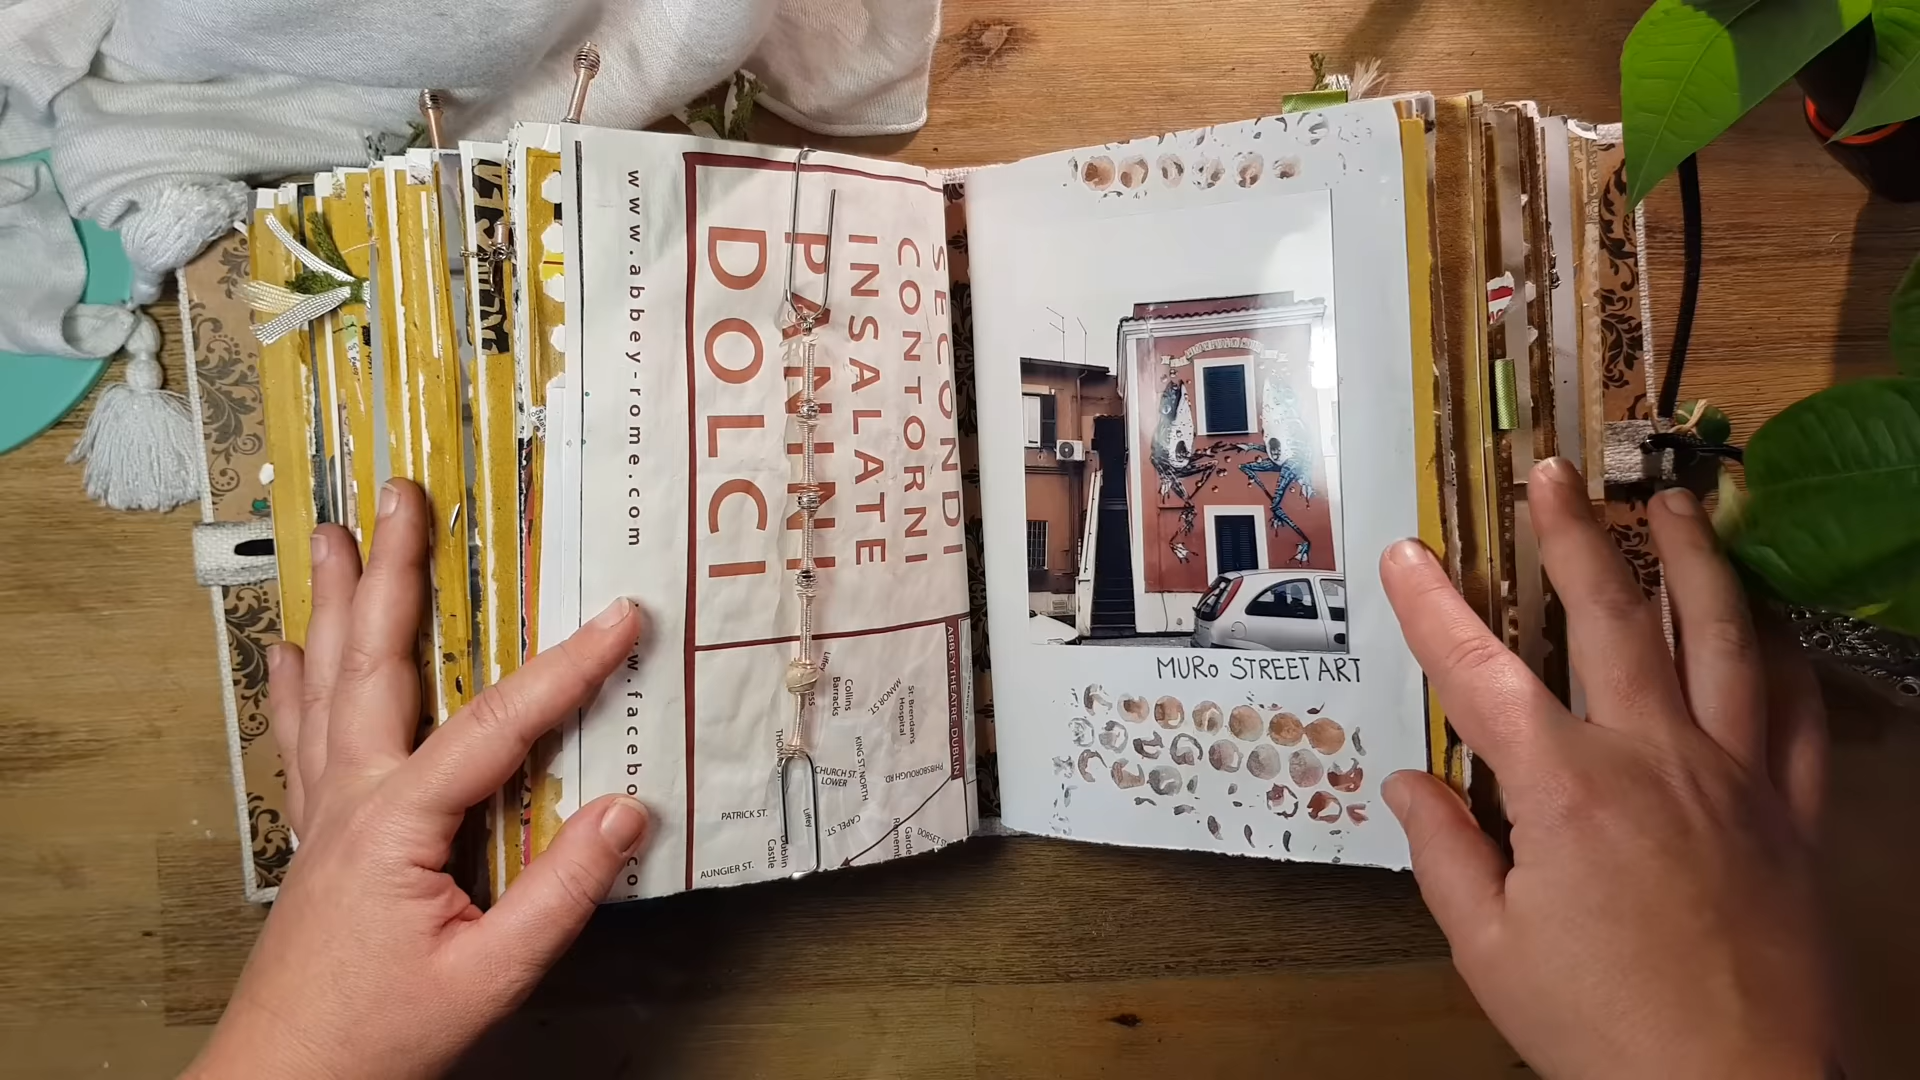 www.abbey-rome.com
SECONDI
CONTORNI
INSALATE
PANINI
DOLCI
ABBEY THEATRE, DUBLIN
Liffey
Collins
Barracks
MANOR ST.
St. Brendan's
Hospital
CHURCH ST.
LOWER
KING ST. NORTH
PHIBSBOROUGH RD.
PATRICK ST.
Dublin
Castle
Liffey
CAPEL ST.
DORSET ST.
AUNGIER ST.
MURo STREET ART